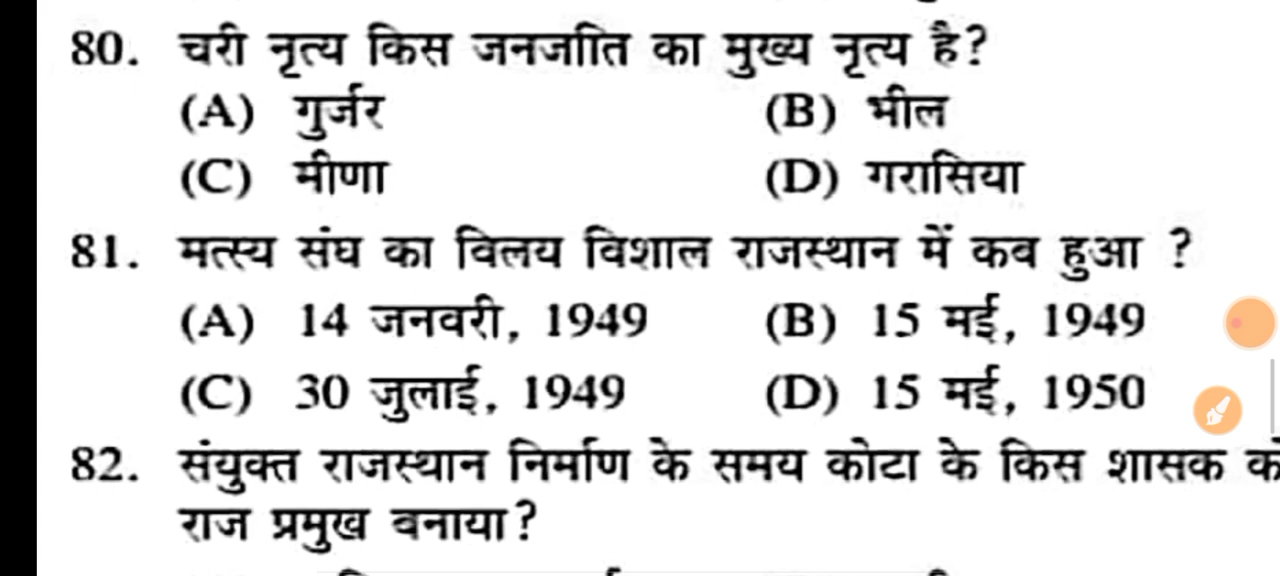 80. चरी नृत्य किस जनजाति का मुख्य नृत्य है?
(A) गुर्जर (B) भील
(C) मीणा (D) गरासिया
81. मत्स्य संघ का विलय विशाल राजस्थान में कब हुआ ?
(A) 14 जनवरी, 1949 (B) 15 मई, 1949
(C) 30 जुलाई, 1949 (D) 15 मई, 1950
82. संयुक्त राजस्थान निर्माण के समय कोटा के किस शासक
राज प्रमुख बनाया?